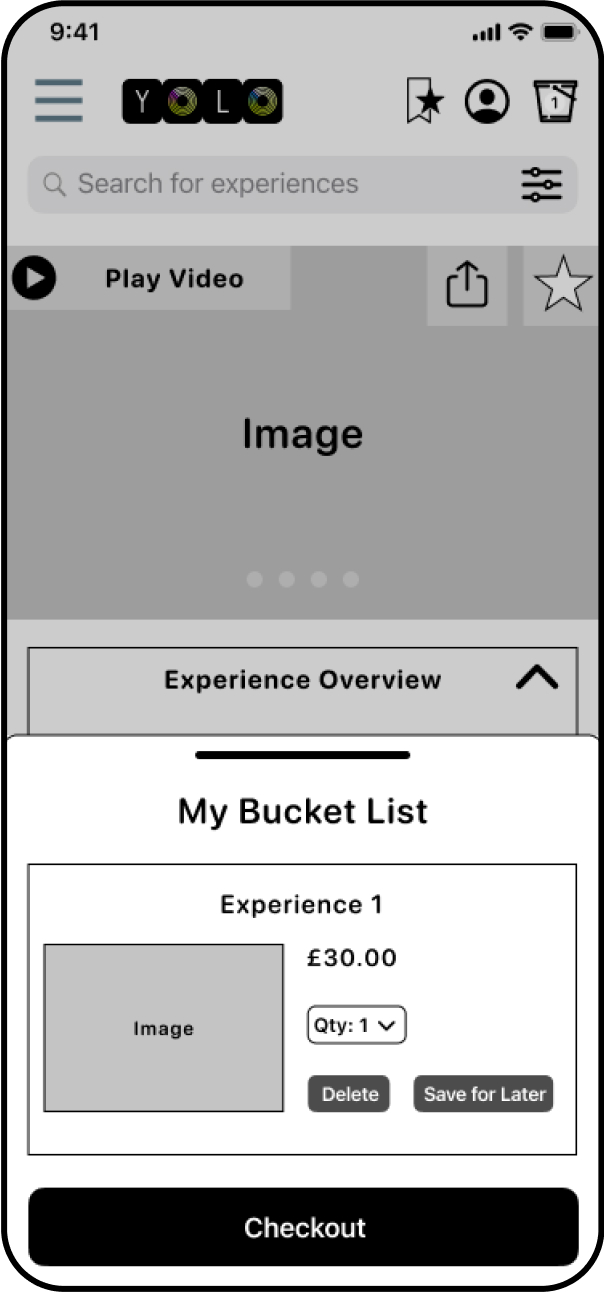 9:41
YOLO
1
Search for experiences
Play Video
Image
Experience Overview
My Bucket List
Experience 1
£30.00
Image
Qty: 1
Delete
Save for Later
Checkout